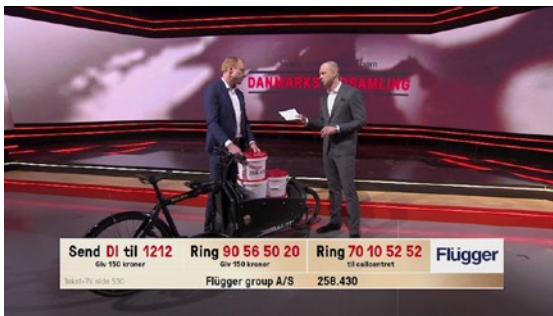 DANMARKS INDSAMLING
Send DI til 1212
Giv 150 kroner
Ring 90 56 50 20
Giv 150 kroner
Ring 70 10 52 52
til callcentret
Flügger
Tekst-TV side 530
Flügger group A/S 258.430